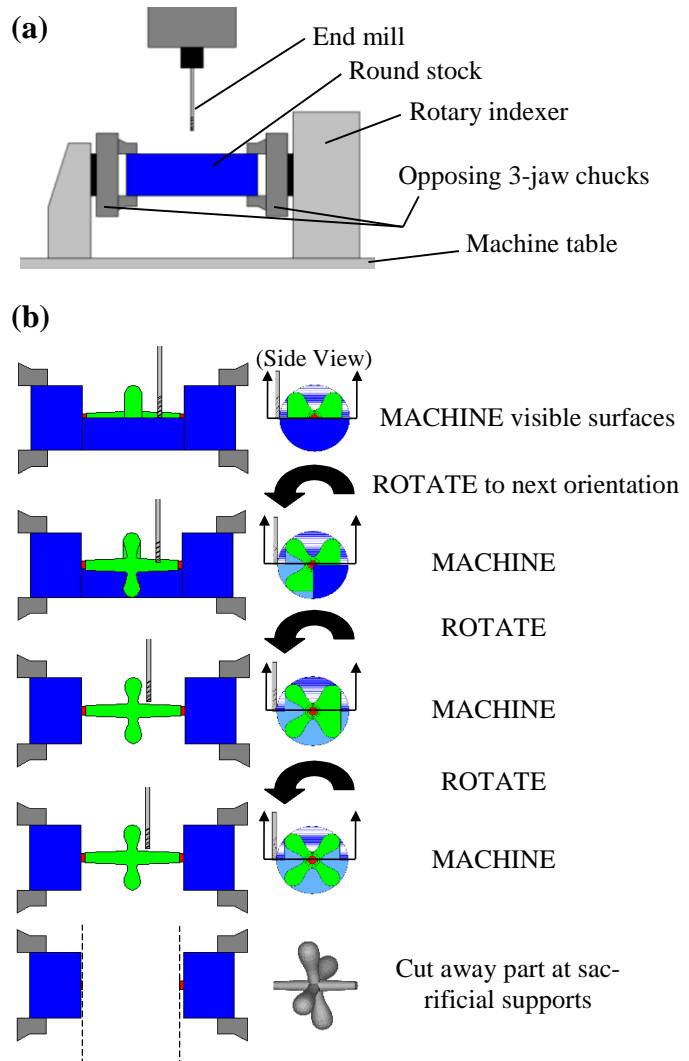 (a)
End mill
Round stock
Rotary indexer
Opposing 3-jaw chucks
Machine table
(b)
(Side View)
MACHINE visible surfaces
ROTATE to next orientation
MACHINE
ROTATE
MACHINE
ROTATE
MACHINE
Cut away part at sac-
rificial supports